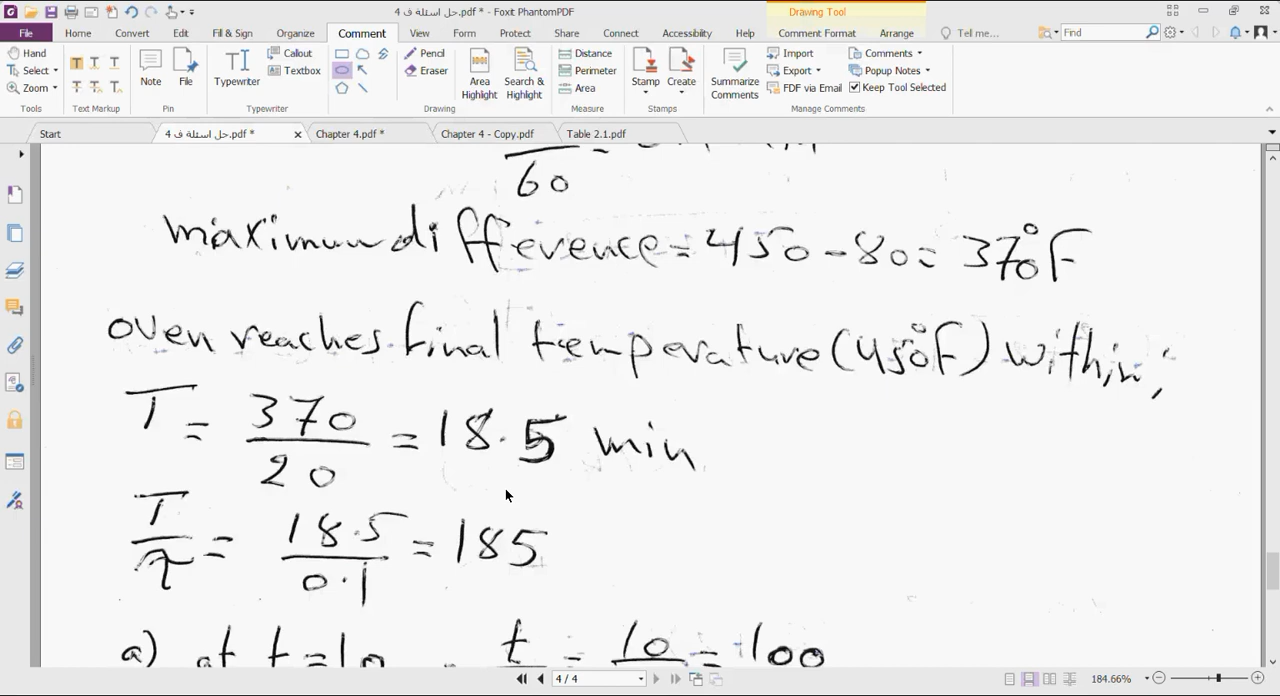 حل اسئلة ف 4.pdf * - Foxit PhantomPDF
Drawing Tool
File Home Convert Edit Fill & Sign Organize Comment View Form Protect Share Connect Accessibility Help Comment Format Arrange Tell me... Find
Hand
Select
Zoom
Tools
Text Markup
Note
File
Pin
Typewriter
Callout
Textbox
Typewriter
Pencil
Eraser
Drawing
Area Highlight
Search & Highlight
Distance
Perimeter
Area
Measure
Stamp
Create
Stamps
Summarize Comments
Import
Export
FDF via Email
Comments
Popup Notes
Keep Tool Selected
Manage Comments
Start
حل اسئلة ف 4.pdf *
Chapter 4.pdf *
Chapter 4 - Copy.pdf
Table 2.1.pdf
60
maximum difference = 450 - 80 = 370°F
oven reaches final temperature (450°F) within;
T = 370/20 = 18.5 min
T/τ = 18.5/0.1 = 185
a) at t=10
t
10
= 100
4 / 4
184.66%